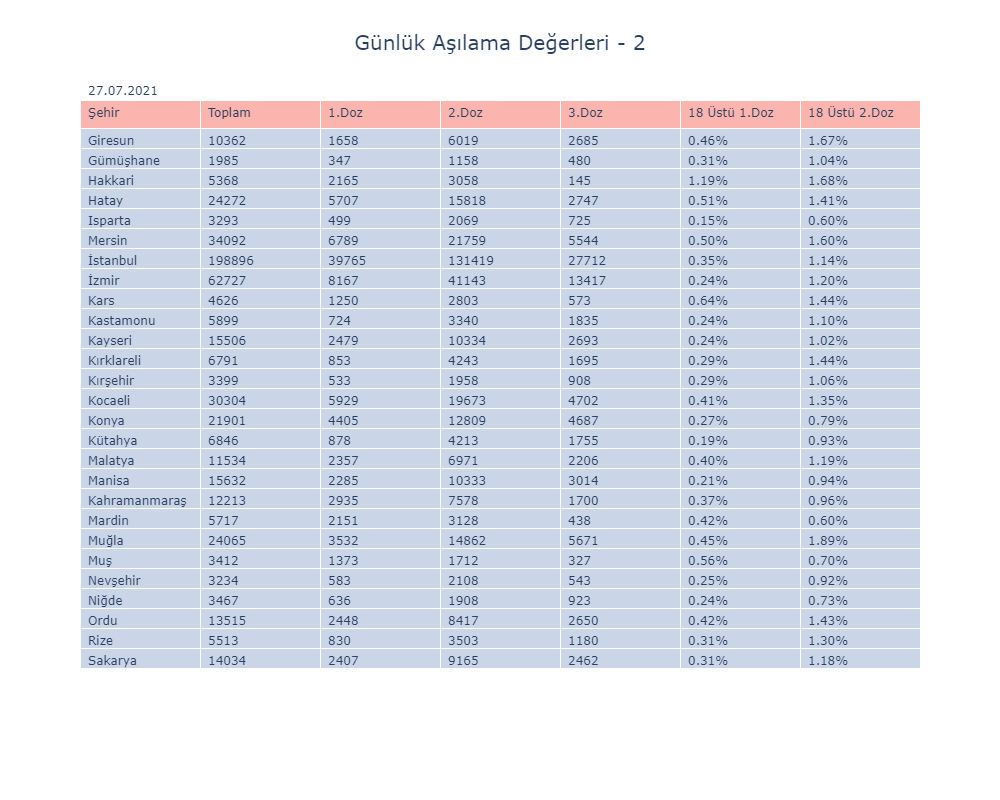 Günlük Aşılama Değerleri - 2
27.07.2021
Şehir Toplam 1.Doz 2.Doz 3.Doz 18 Üstü 1.Doz 18 Üstü 2.Doz
Giresun 10362 1658 6019 2685 0.46% 1.67%
Gümüşhane 1985 347 1158 480 0.31% 1.04%
Hakkari 5368 2165 3058 145 1.19% 1.68%
Hatay 24272 5707 15818 2747 0.51% 1.41%
Isparta 3293 499 2069 725 0.15% 0.60%
Mersin 34092 6789 21759 5544 0.50% 1.60%
İstanbul 198896 39765 131419 27712 0.35% 1.14%
İzmir 62727 8167 41143 13417 0.24% 1.20%
Kars 4626 1250 2803 573 0.64% 1.44%
Kastamonu 5899 724 3340 1835 0.24% 1.10%
Kayseri 15506 2479 10334 2693 0.24% 1.02%
Kırklareli 6791 853 4243 1695 0.29% 1.44%
Kırşehir 3399 533 1958 908 0.29% 1.06%
Kocaeli 30304 5929 19673 4702 0.41% 1.35%
Konya 21901 4405 12809 4687 0.27% 0.79%
Kütahya 6846 878 4213 1755 0.19% 0.93%
Malatya 11534 2357 6971 2206 0.40% 1.19%
Manisa 15632 2285 10333 3014 0.21% 0.94%
Kahramanmaraş 12213 2935 7578 1700 0.37% 0.96%
Mardin 5717 2151 3128 438 0.42% 0.60%
Muğla 24065 3532 14862 5671 0.45% 1.89%
Muş 3412 1373 1712 327 0.56% 0.70%
Nevşehir 3234 583 2108 543 0.25% 0.92%
Niğde 3467 636 1908 923 0.24% 0.73%
Ordu 13515 2448 8417 2650 0.42% 1.43%
Rize 5513 830 3503 1180 0.31% 1.30%
Sakarya 14034 2407 9165 2462 0.31% 1.18%